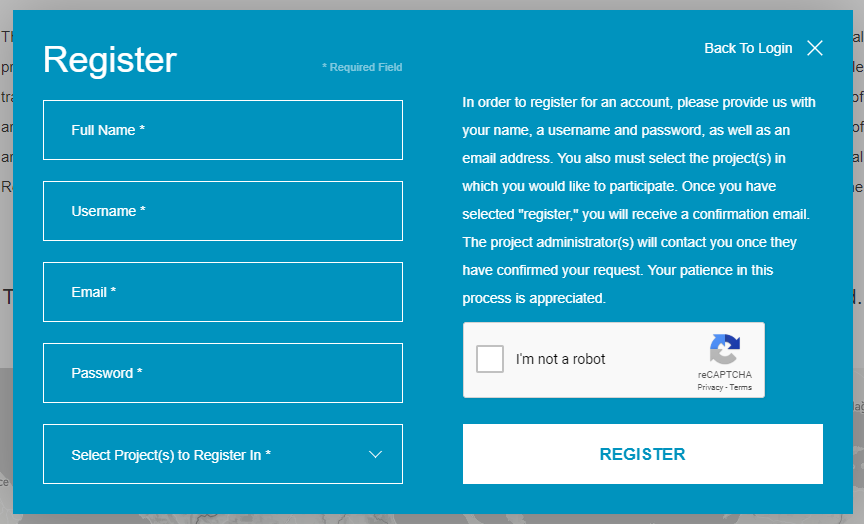 Register
* Required Field
Back To Login
Full Name *
Username *
Email *
Password *
Select Project(s) to Register In *
In order to register for an account, please provide us with
your name, a username and password, as well as an
email address. You also must select the project(s) in
which you would like to participate. Once you have
selected "register," you will receive a confirmation email.
The project administrator(s) will contact you once they
have confirmed your request. Your patience in this
process is appreciated.
I'm not a robot
reCAPTCHA
Privacy - Terms
REGISTER